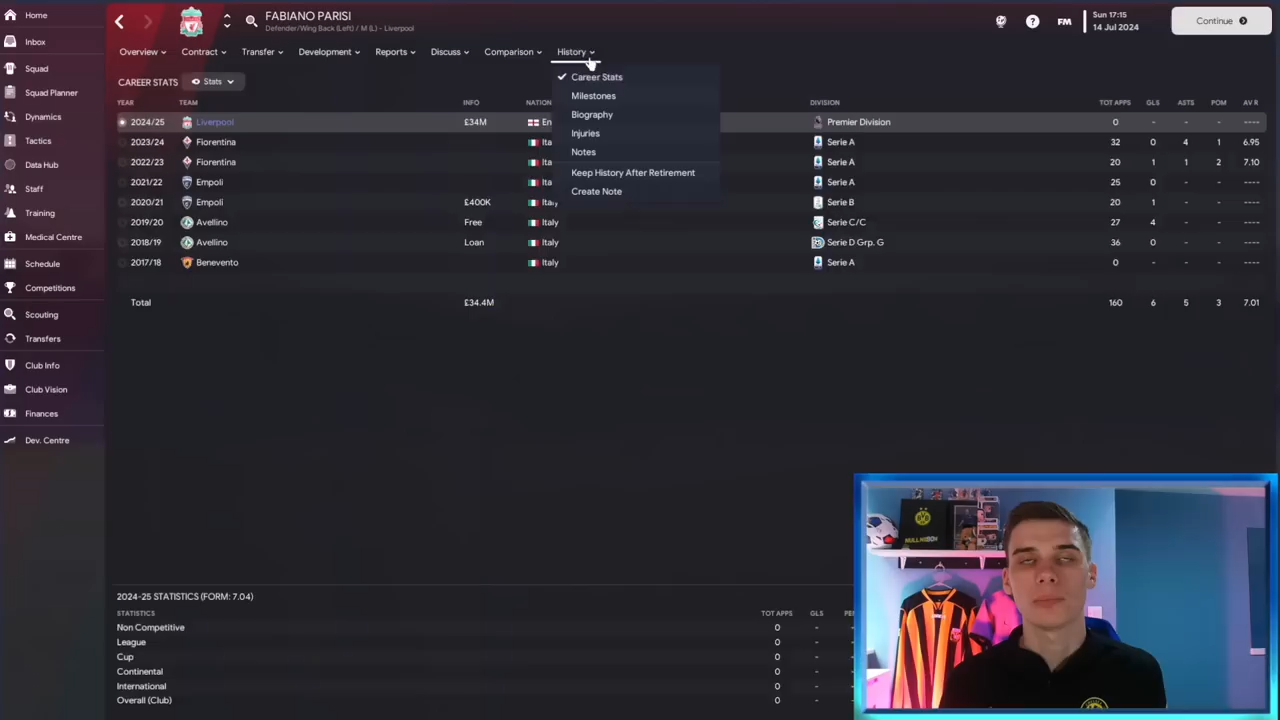 Home
Inbox
Squad
Squad Planner
Dynamics
Tactics
Data Hub
Staff
Training
Medical Centre
Schedule
Competitions
Scouting
Transfers
Club Info
Club Vision
Finances
Dev. Centre
FABIANO PARISI
Defender/Wing Back (Left) / M (L) - Liverpool
FM
Sun 17:15
14 Jul 2024
Continue
Overview Contract Transfer Development Reports Discuss Comparison History
CAREER STATS Stats
Career Stats
Milestones
Biography
Injuries
Notes
Keep History After Retirement
Create Note
YEAR TEAM INFO NATION DIVISION TOT APPS GLS ASTS POM AV R
2024/25 Liverpool £34M En Premier Division 0 - - - ----
2023/24 Fiorentina Ita Serie A 32 0 4 1 6.95
2022/23 Fiorentina Ita Serie A 20 1 1 2 7.10
2021/22 Empoli Ita Serie A 25 0 - - ----
2020/21 Empoli £400K Italy Serie B 20 1 - - ----
2019/20 Avellino Free Italy Serie C/C 27 4 - - ----
2018/19 Avellino Loan Italy Serie D Grp. G 36 0 - - ----
2017/18 Benevento Italy Serie A 0 - - - ----
Total £34.4M 160 6 5 3 7.01
2024-25 STATISTICS (FORM: 7.04)
STATISTICS TOT APPS GLS PE
Non Competitive 0 -
League 0 -
Cup 0 -
Continental 0 -
International 0 -
Overall (Club) 0 -